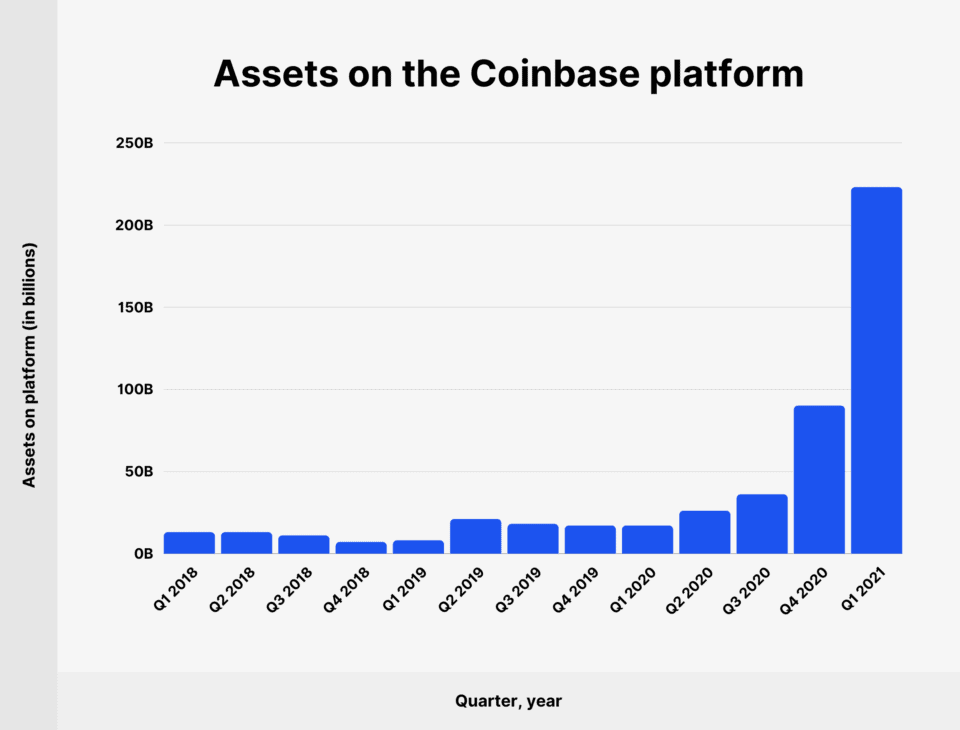 Assets on the Coinbase platform
Assets on platform (in billions)
250B
200B
150B
100B
50B
0B
Q1 2018
Q2 2018
Q3 2018
Q4 2018
Q1 2019
Q2 2019
Q3 2019
Q4 2019
Q1 2020
Q2 2020
Q3 2020
Q4 2020
Q1 2021
Quarter, year